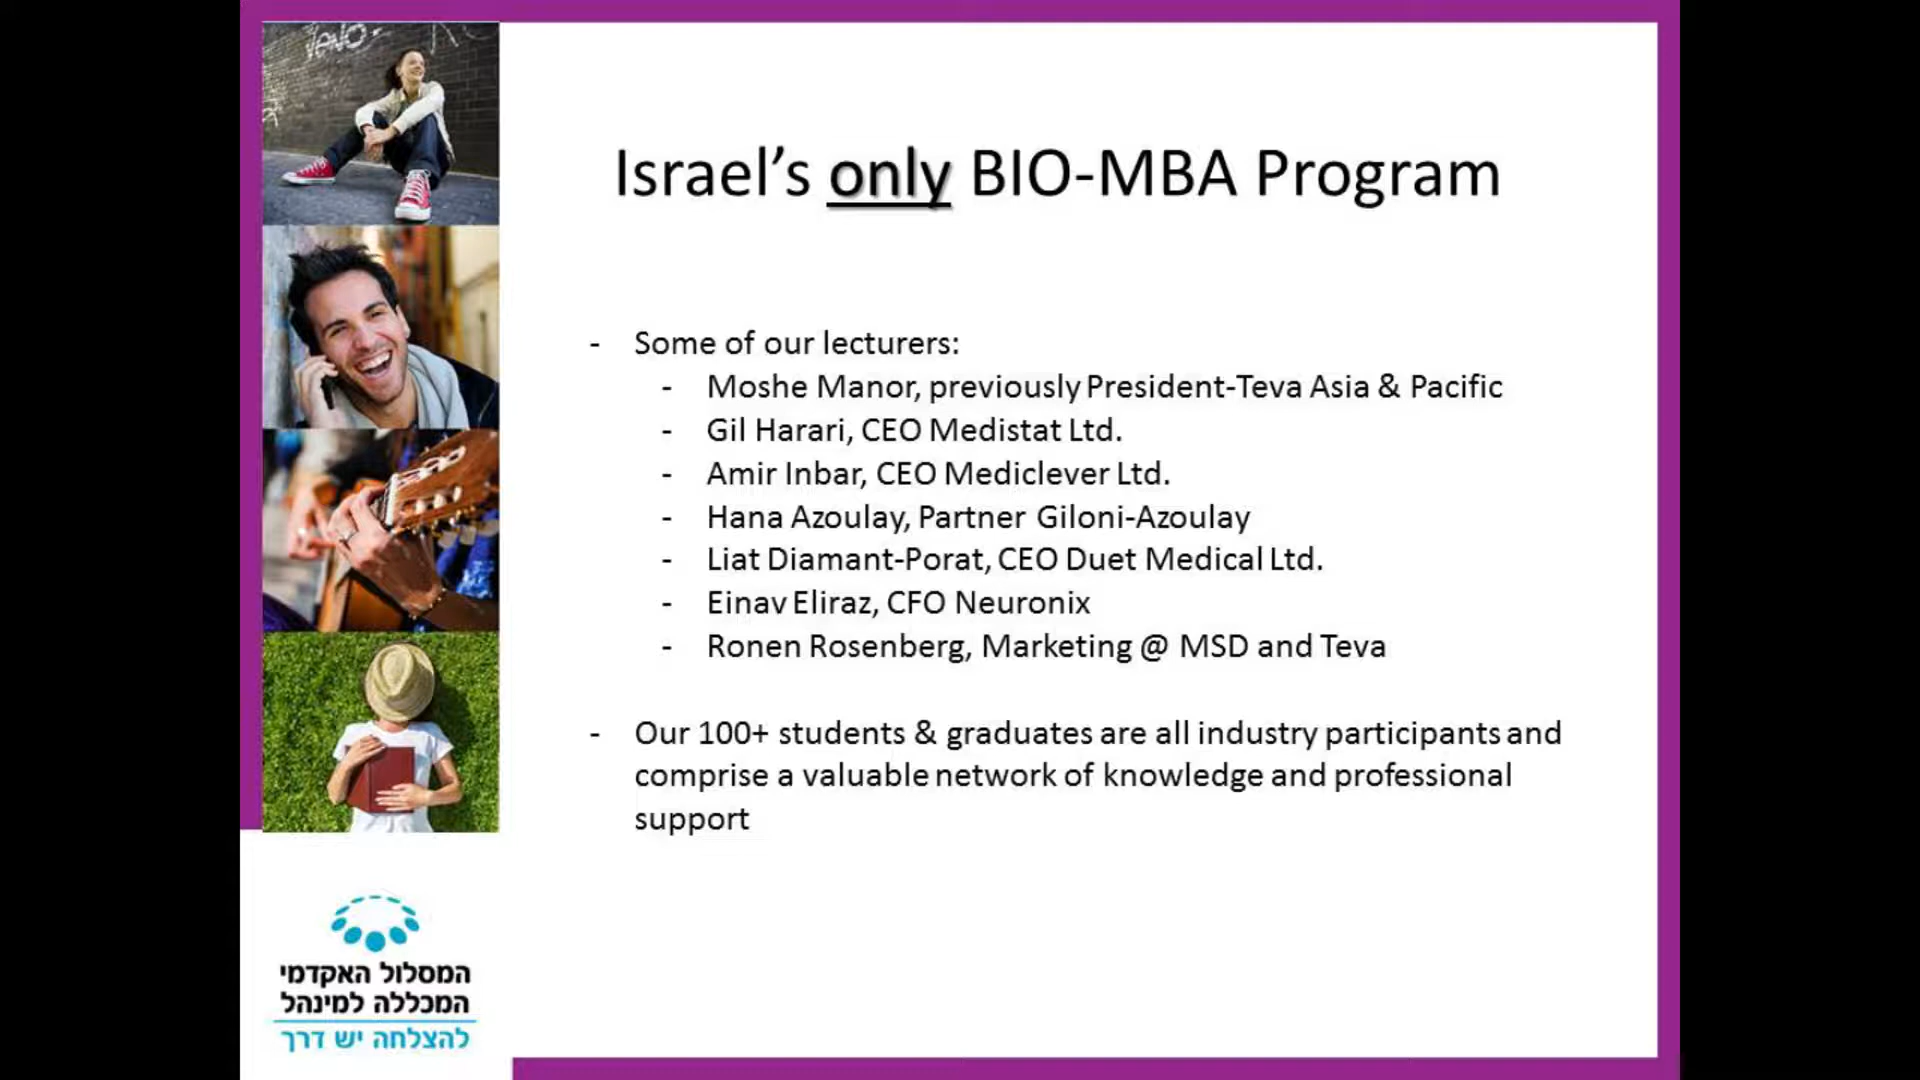 Israel's only BIO-MBA Program
- Some of our lecturers:
- Moshe Manor, previously President-Teva Asia & Pacific
- Gil Harari, CEO Medistat Ltd.
- Amir Inbar, CEO Mediclever Ltd.
- Hana Azoulay, Partner Giloni-Azoulay
- Liat Diamant-Porat, CEO Duet Medical Ltd.
- Einav Eliraz, CFO Neuronix
- Ronen Rosenberg, Marketing @ MSD and Teva
- Our 100+ students & graduates are all industry participants and
comprise a valuable network of knowledge and professional
support
המסלול האקדמי
המכללה למינהל
להצלחה יש דרך